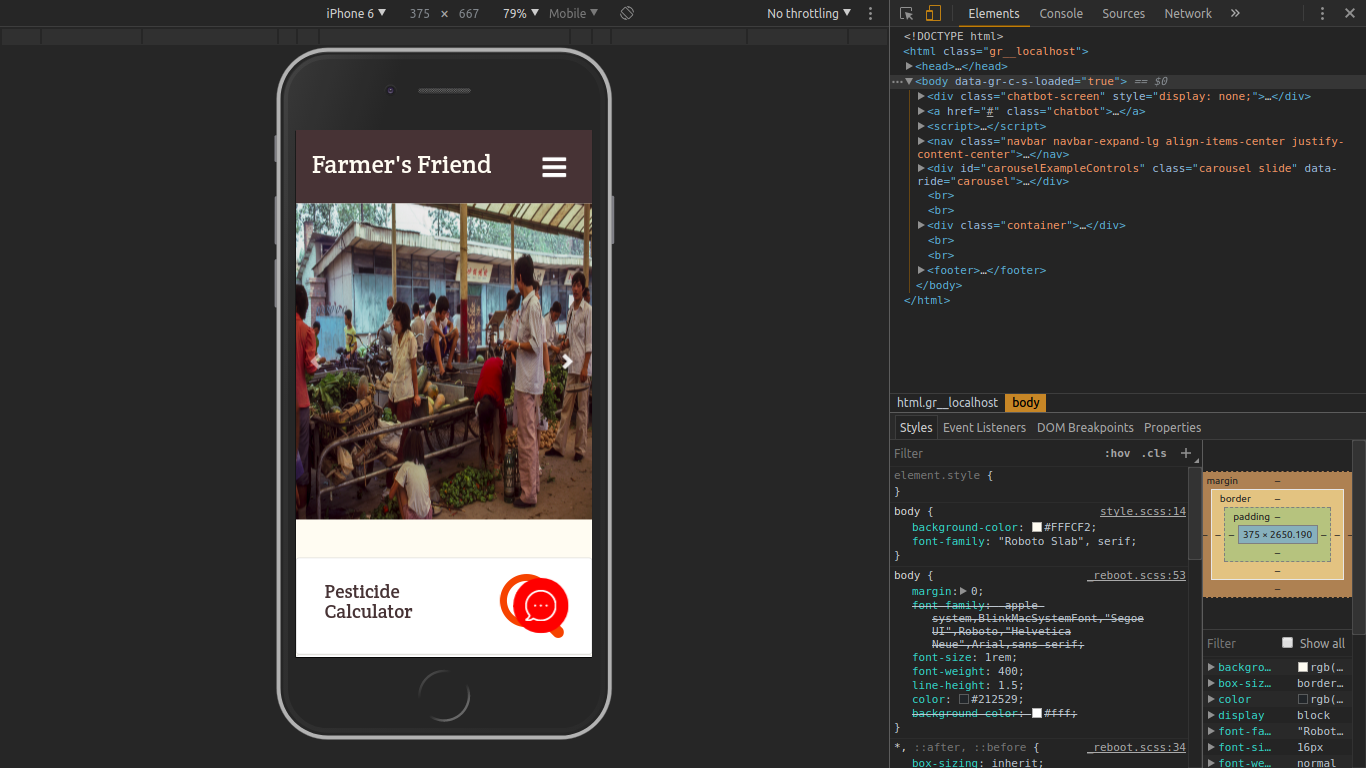 iPhone 6 375 × 667 79% Mobile No throttling
Farmer's Friend
Pesticide
Calculator
Elements Console Sources Network »
<!DOCTYPE html>
<html class="gr__localhost">
<head>…</head>
<body data-gr-c-s-loaded="true"> == $0
<div class="chatbot-screen" style="display: none;">…</div>
<a href="#" class="chatbot">…</a>
<script>…</script>
<nav class="navbar navbar-expand-lg align-items-center justify-
content-center">…</nav>
<div id="carouselExampleControls" class="carousel slide" data-
ride="carousel">…</div>
<br>
<br>
<div class="container">…</div>
<br>
<br>
<footer>…</footer>
</body>
</html>
html.gr__localhost body
Styles Event Listeners DOM Breakpoints Properties
Filter :hov .cls +
element.style {
}
body { style.scss:14
background-color: #FFFCF2;
font-family: "Roboto Slab", serif;
}
body { _reboot.scss:53
margin: 0;
font-family: -apple-
system,BlinkMacSystemFont,"Segoe
UI",Roboto,"Helvetica
Neue",Arial,sans-serif;
font-size: 1rem;
font-weight: 400;
line-height: 1.5;
color: #212529;
background-color: #fff;
}
*, ::after, ::before { _reboot.scss:34
box-sizing: inherit;
margin –
border –
padding –
– – – 375 × 2650.190 – – –
–
–
–
Filter Show all
backgro… rgb(…
box-siz… border…
color rgb(…
display block
font-fa… "Robot…
font-si… 16px
font-we… normal